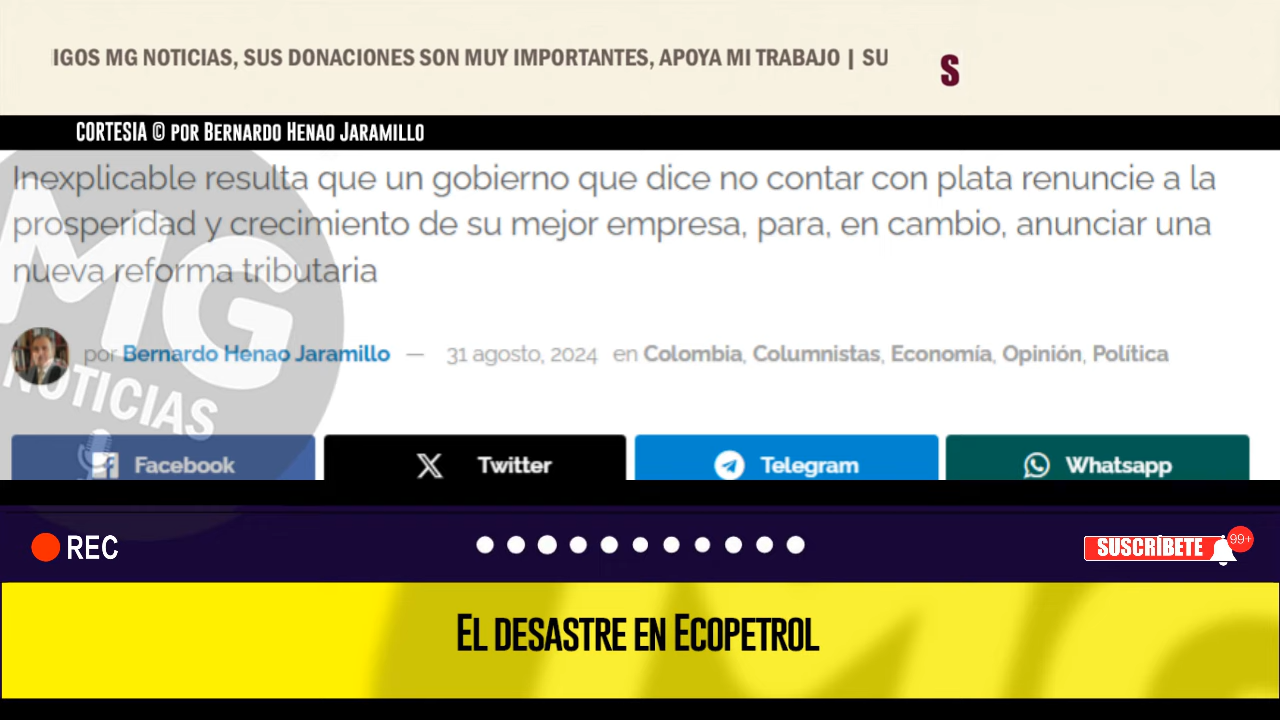 IGOS MG NOTICIAS, SUS DONACIONES SON MUY IMPORTANTES, APOYA MI TRABAJO | SU
S
CORTESIA © POR BERNARDO HENAO JARAMILLO
Inexplicable resulta que un gobierno que dice no contar con plata renuncie a la
prosperidad y crecimiento de su mejor empresa, para, en cambio, anunciar una
nueva reforma tributaria
MG
NOTICIAS
por Bernardo Henao Jaramillo — 31 agosto, 2024 en Colombia, Columnistas, Economía, Opinión, Política
Facebook
Twitter
Telegram
Whatsapp
REC
SUSCRÍBETE
99+
EL DESASTRE EN ECOPETROL